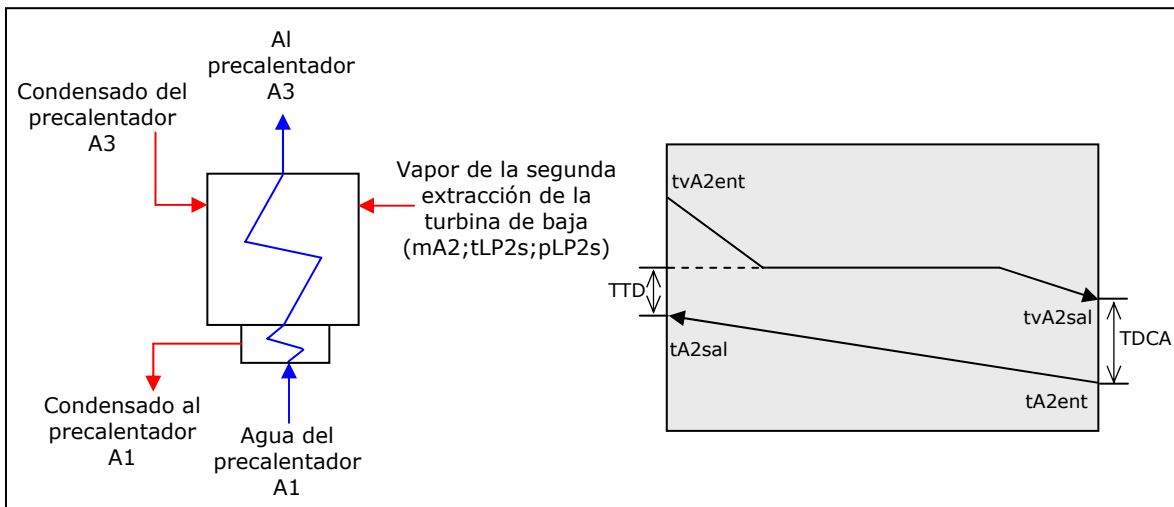 Al
precalentador
A3
Condensado del
precalentador
A3
Vapor de la segunda
extracción de la
turbina de baja
(mA2;tLP2s;pLP2s)
Condensado al
precalentador
A1
Agua del
precalentador
A1
tvA2ent
TTD
tA2sal
tvA2sal
TDCA
tA2ent